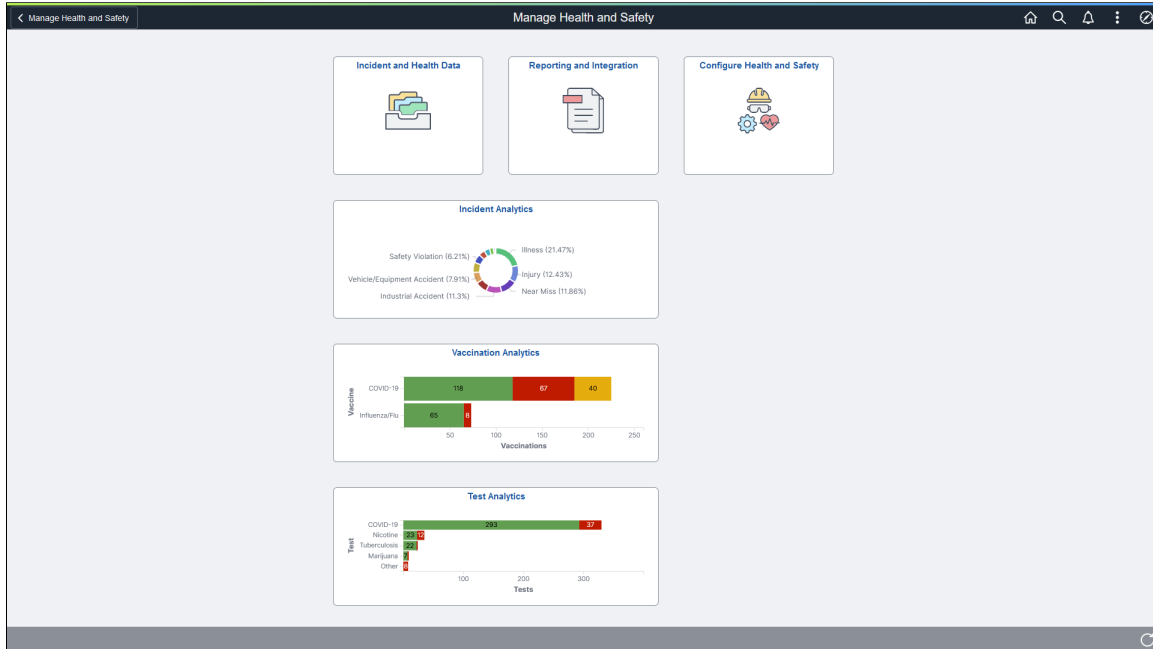 Manage Health and Safety
Manage Health and Safety
Incident and Health Data
Reporting and Integration
Configure Health and Safety
Incident Analytics
Illness (21.47%)
Safety Violation (6.21%)
Injury (12.43%)
Vehicle/Equipment Accident (7.91%)
Near Miss (11.86%)
Industrial Accident (11.3%)
Vaccination Analytics
Vaccine
COVID-19 118 67 40
Influenza/Flu 65 8
50 100 150 200 250
Vaccinations
Test Analytics
Test
COVID-19 293 37
Nicotine 23 12
Tuberculosis 22
Marijuana 7
Other 8
100 200 300
Tests